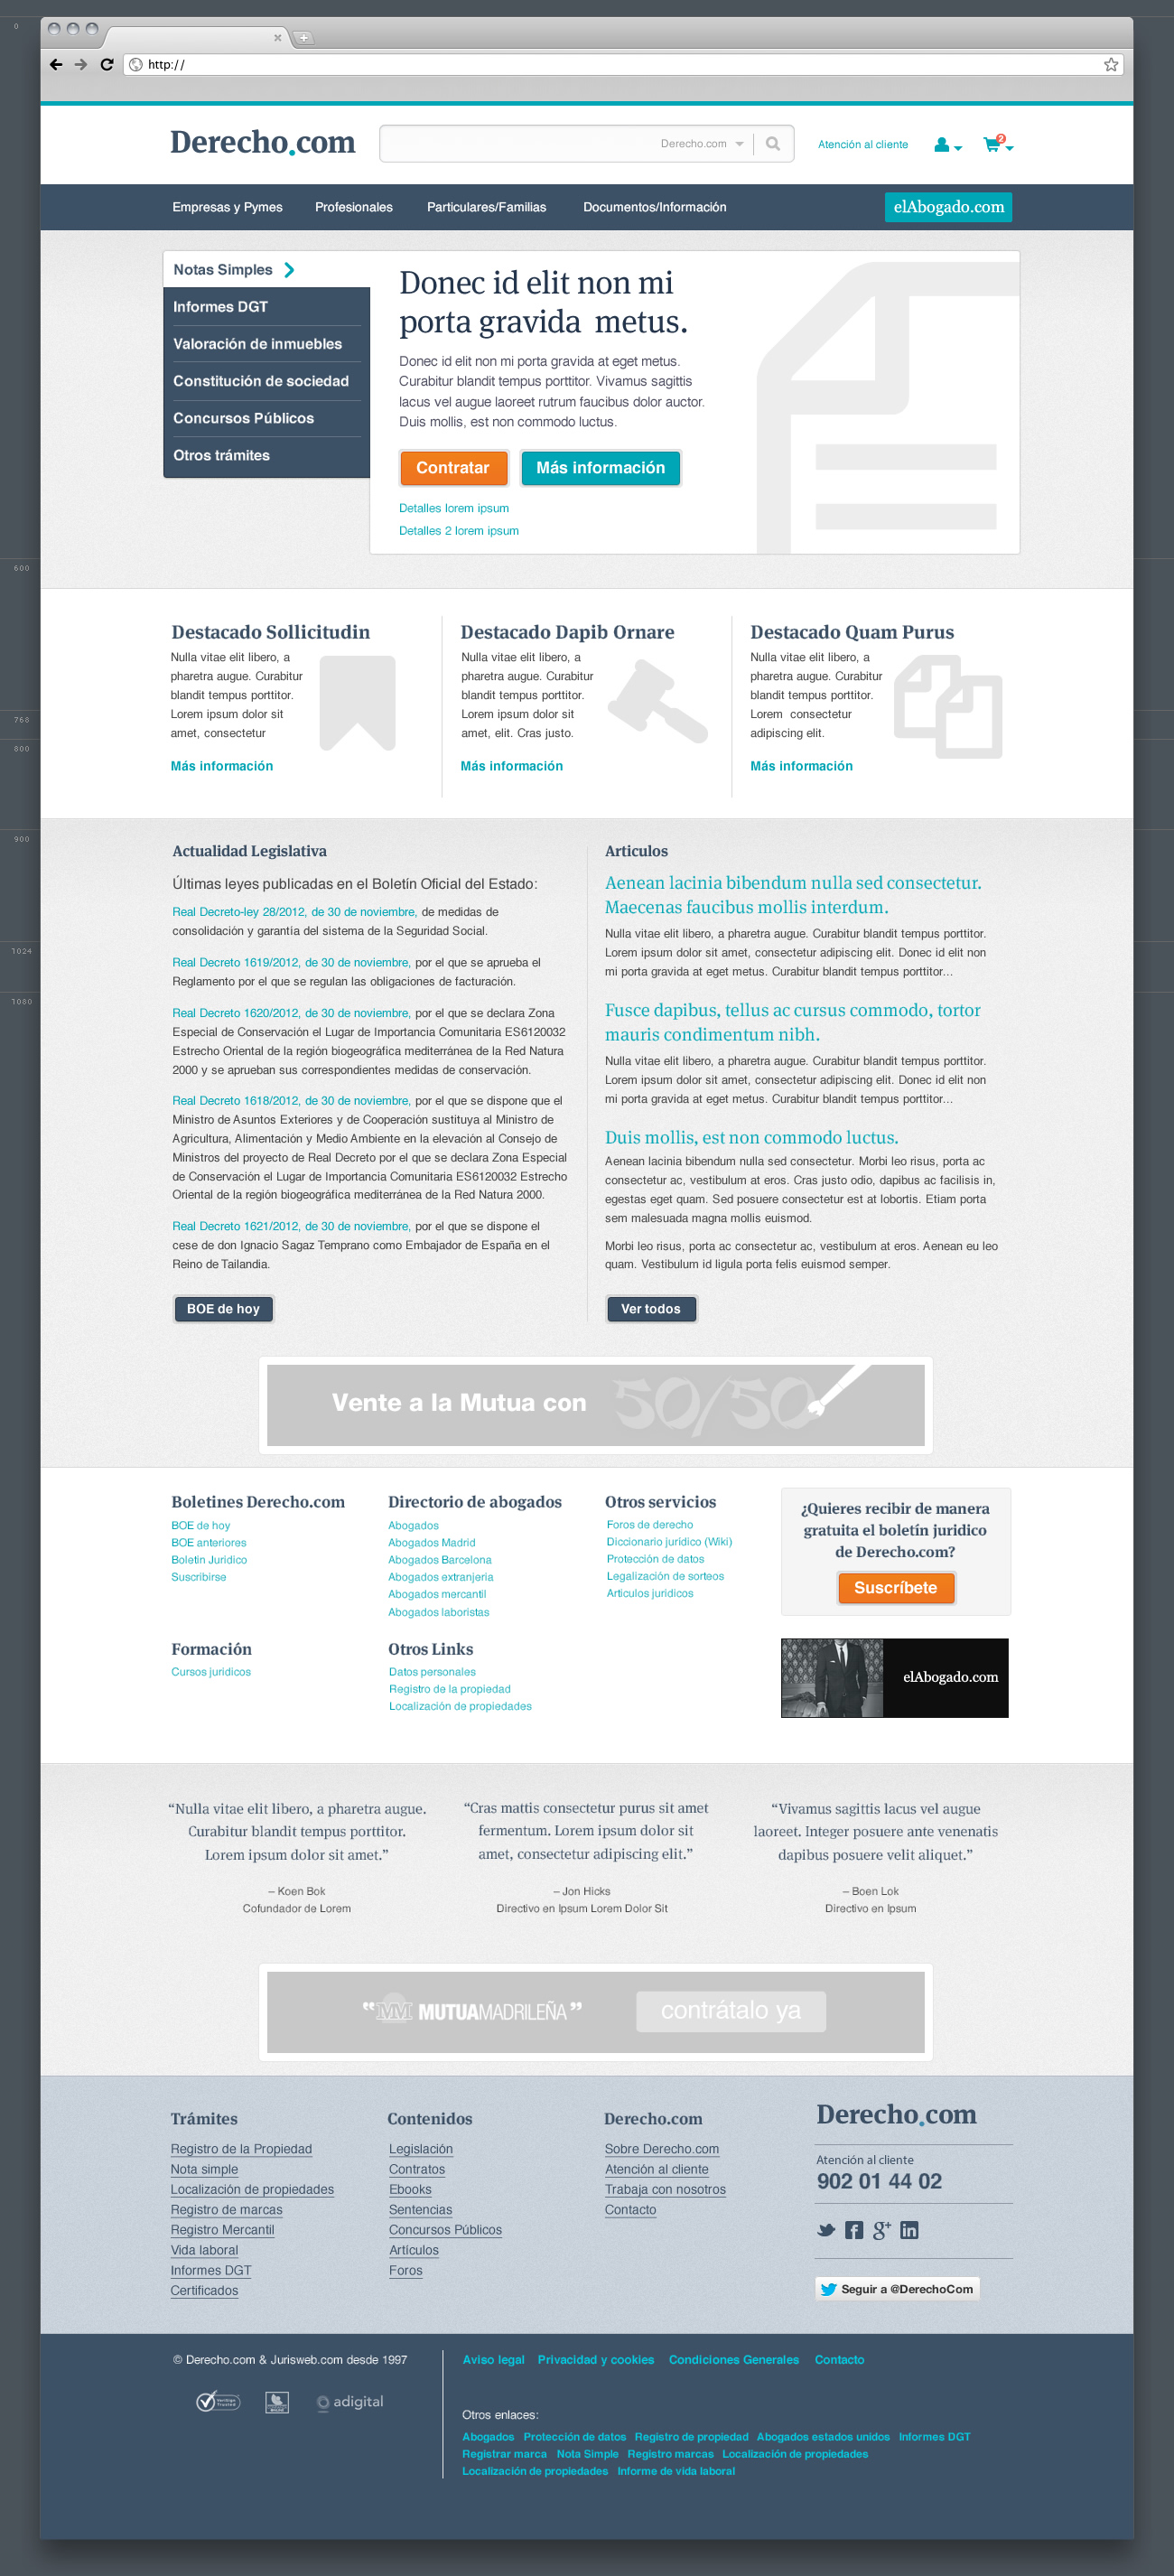 0
http://
Derecho.com
Derecho.com
Atención al cliente
2
Empresas y Pymes
Profesionales
Particulares/Familias
Documentos/Información
elAbogado.com
Notas Simples
Informes DGT
Valoración de inmuebles
Constitución de sociedad
Concursos Públicos
Otros trámites
Donec id elit non mi
porta gravida metus.
Donec id elit non mi porta gravida at eget metus.
Curabitur blandit tempus porttitor. Vivamus sagittis
lacus vel augue laoreet rutrum faucibus dolor auctor.
Duis mollis, est non commodo luctus.
Contratar
Más información
Detalles lorem ipsum
Detalles 2 lorem ipsum
600
Destacado Sollicitudin
Nulla vitae elit libero, a
pharetra augue. Curabitur
blandit tempus porttitor.
Lorem ipsum dolor sit
amet, consectetur
Más información
Destacado Dapib Ornare
Nulla vitae elit libero, a
pharetra augue. Curabitur
blandit tempus porttitor.
Lorem ipsum dolor sit
amet, elit. Cras justo.
Más información
Destacado Quam Purus
Nulla vitae elit libero, a
pharetra augue. Curabitur
blandit tempus porttitor.
Lorem consectetur
adipiscing elit.
Más información
768
800
900
1024
1080
Actualidad Legislativa
Últimas leyes publicadas en el Boletín Oficial del Estado:
Real Decreto-ley 28/2012, de 30 de noviembre, de medidas de
consolidación y garantía del sistema de la Seguridad Social.
Real Decreto 1619/2012, de 30 de noviembre, por el que se aprueba el
Reglamento por el que se regulan las obligaciones de facturación.
Real Decreto 1620/2012, de 30 de noviembre, por el que se declara Zona
Especial de Conservación el Lugar de Importancia Comunitaria ES6120032
Estrecho Oriental de la región biogeográfica mediterránea de la Red Natura
2000 y se aprueban sus correspondientes medidas de conservación.
Real Decreto 1618/2012, de 30 de noviembre, por el que se dispone que el
Ministro de Asuntos Exteriores y de Cooperación sustituya al Ministro de
Agricultura, Alimentación y Medio Ambiente en la elevación al Consejo de
Ministros del proyecto de Real Decreto por el que se declara Zona Especial
de Conservación el Lugar de Importancia Comunitaria ES6120032 Estrecho
Oriental de la región biogeográfica mediterránea de la Red Natura 2000.
Real Decreto 1621/2012, de 30 de noviembre, por el que se dispone el
cese de don Ignacio Sagaz Temprano como Embajador de España en el
Reino de Tailandia.
BOE de hoy
Articulos
Aenean lacinia bibendum nulla sed consectetur.
Maecenas faucibus mollis interdum.
Nulla vitae elit libero, a pharetra augue. Curabitur blandit tempus porttitor.
Lorem ipsum dolor sit amet, consectetur adipiscing elit. Donec id elit non
mi porta gravida at eget metus. Curabitur blandit tempus porttitor...
Fusce dapibus, tellus ac cursus commodo, tortor
mauris condimentum nibh.
Nulla vitae elit libero, a pharetra augue. Curabitur blandit tempus porttitor.
Lorem ipsum dolor sit amet, consectetur adipiscing elit. Donec id elit non
mi porta gravida at eget metus. Curabitur blandit tempus porttitor...
Duis mollis, est non commodo luctus.
Aenean lacinia bibendum nulla sed consectetur. Morbi leo risus, porta ac
consectetur ac, vestibulum at eros. Cras justo odio, dapibus ac facilisis in,
egestas eget quam. Sed posuere consectetur est at lobortis. Etiam porta
sem malesuada magna mollis euismod.
Morbi leo risus, porta ac consectetur ac, vestibulum at eros. Aenean eu leo
quam. Vestibulum id ligula porta felis euismod semper.
Ver todos
Vente a la Mutua con 50/50
Boletines Derecho.com
BOE de hoy
BOE anteriores
Boletín Jurídico
Suscribirse
Directorio de abogados
Abogados
Abogados Madrid
Abogados Barcelona
Abogados extranjeria
Abogados mercantil
Abogados laboristas
Otros servicios
Foros de derecho
Diccionario jurídico (Wiki)
Protección de datos
Legalización de sorteos
Articulos juridicos
¿Quieres recibir de manera
gratuita el boletín juridico
de Derecho.com?
Suscríbete
Formación
Cursos jurídicos
Otros Links
Datos personales
Registro de la propiedad
Localización de propiedades
elAbogado.com
“Nulla vitae elit libero, a pharetra augue.
Curabitur blandit tempus porttitor.
Lorem ipsum dolor sit amet.”
– Koen Bok
Cofundador de Lorem
“Cras mattis consectetur purus sit amet
fermentum. Lorem ipsum dolor sit
amet, consectetur adipiscing elit.”
– Jon Hicks
Directivo en Ipsum Lorem Dolor Sit
“Vivamus sagittis lacus vel augue
laoreet. Integer posuere ante venenatis
dapibus posuere velit aliquet.”
– Boen Lok
Directivo en Ipsum
“MM MUTUAMADRILEÑA”
contrátalo ya
Trámites
Registro de la Propiedad
Nota simple
Localización de propiedades
Registro de marcas
Registro Mercantil
Vida laboral
Informes DGT
Certificados
Contenidos
Legislación
Contratos
Ebooks
Sentencias
Concursos Públicos
Artículos
Foros
Derecho.com
Sobre Derecho.com
Atención al cliente
Trabaja con nosotros
Contacto
Derecho.com
Atención al cliente
902 01 44 02
Seguir a @DerechoCom
© Derecho.com & Jurisweb.com desde 1997
adigital
Aviso legal
Privacidad y cookies
Condiciones Generales
Contacto
Otros enlaces:
Abogados Protección de datos Registro de propiedad Abogados estados unidos Informes DGT
Registrar marca Nota Simple Registro marcas Localización de propiedades
Localización de propiedades Informe de vida laboral